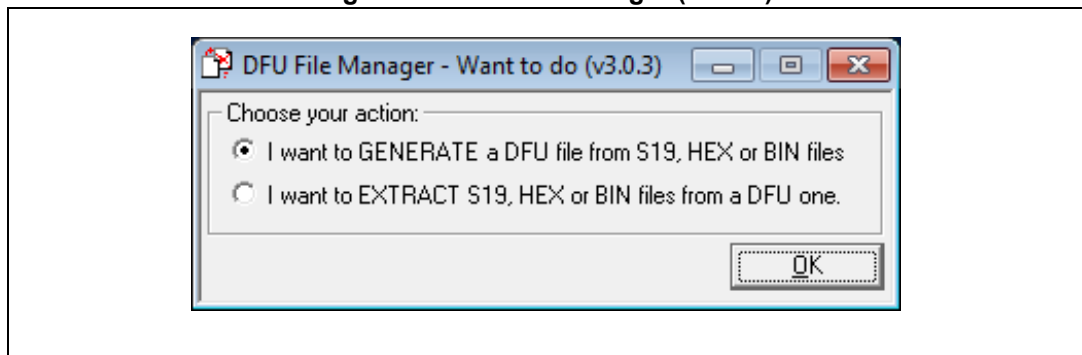 DFU File Manager - Want to do (v3.0.3)
Choose your action:
I want to GENERATE a DFU file from S19, HEX or BIN files
I want to EXTRACT S19, HEX or BIN files from a DFU one.
OK